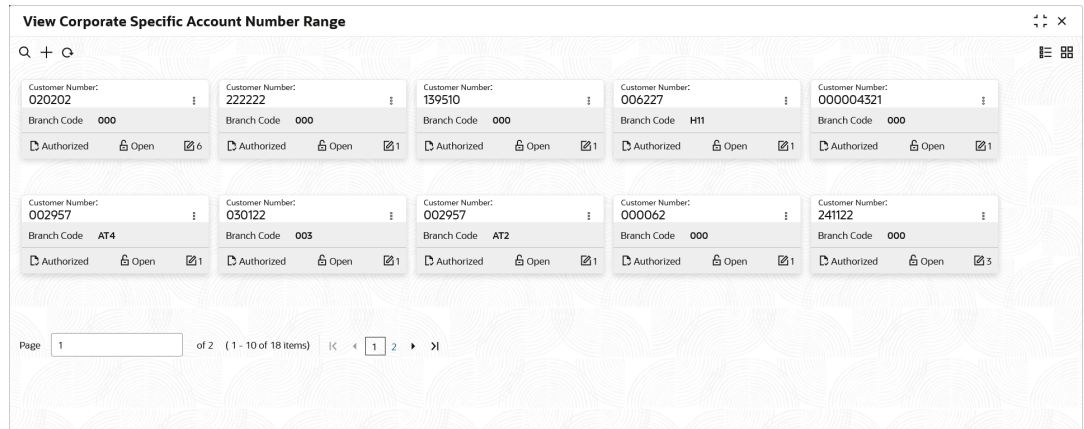 View Corporate Specific Account Number Range
Customer Number:
020202
Branch Code 000
Authorized Open 6
Customer Number:
222222
Branch Code 000
Authorized Open 1
Customer Number:
139510
Branch Code 000
Authorized Open 1
Customer Number:
006227
Branch Code H11
Authorized Open 1
Customer Number:
000004321
Branch Code 000
Authorized Open 1
Customer Number:
002957
Branch Code AT4
Authorized Open 1
Customer Number:
030122
Branch Code 003
Authorized Open 1
Customer Number:
002957
Branch Code AT2
Authorized Open 1
Customer Number:
000062
Branch Code 000
Authorized Open 1
Customer Number:
241122
Branch Code 000
Authorized Open 3
Page 1 of 2 ( 1 - 10 of 18 items) 1 2